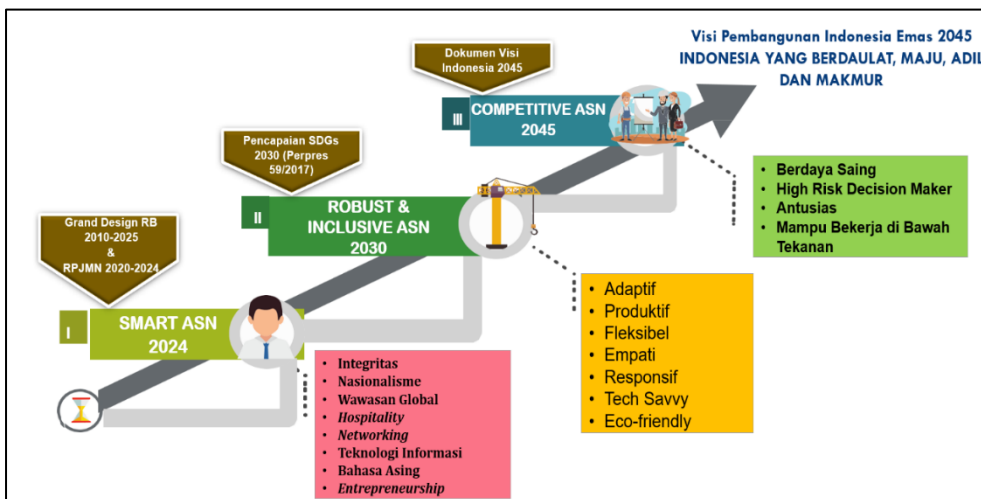 Visi Pembangunan Indonesia Emas 2045
INDONESIA YANG BERDAULAT, MAJU, ADIL
DAN MAKMUR
Dokumen Visi
Indonesia 2045
III
COMPETITIVE ASN
2045
• Berdaya Saing
• High Risk Decision Maker
• Antusias
• Mampu Bekerja di Bawah
Tekanan
Pencapaian SDGs
2030 (Perpres
59/2017)
II
ROBUST &
INCLUSIVE ASN
2030
• Adaptif
• Produktif
• Fleksibel
• Empati
• Responsif
• Tech Savvy
• Eco-friendly
Grand Design RB
2010-2025
&
RPJMN 2020-2024
I
SMART ASN
2024
• Integritas
• Nasionalisme
• Wawasan Global
• Hospitality
• Networking
• Teknologi Informasi
• Bahasa Asing
• Entrepreneurship